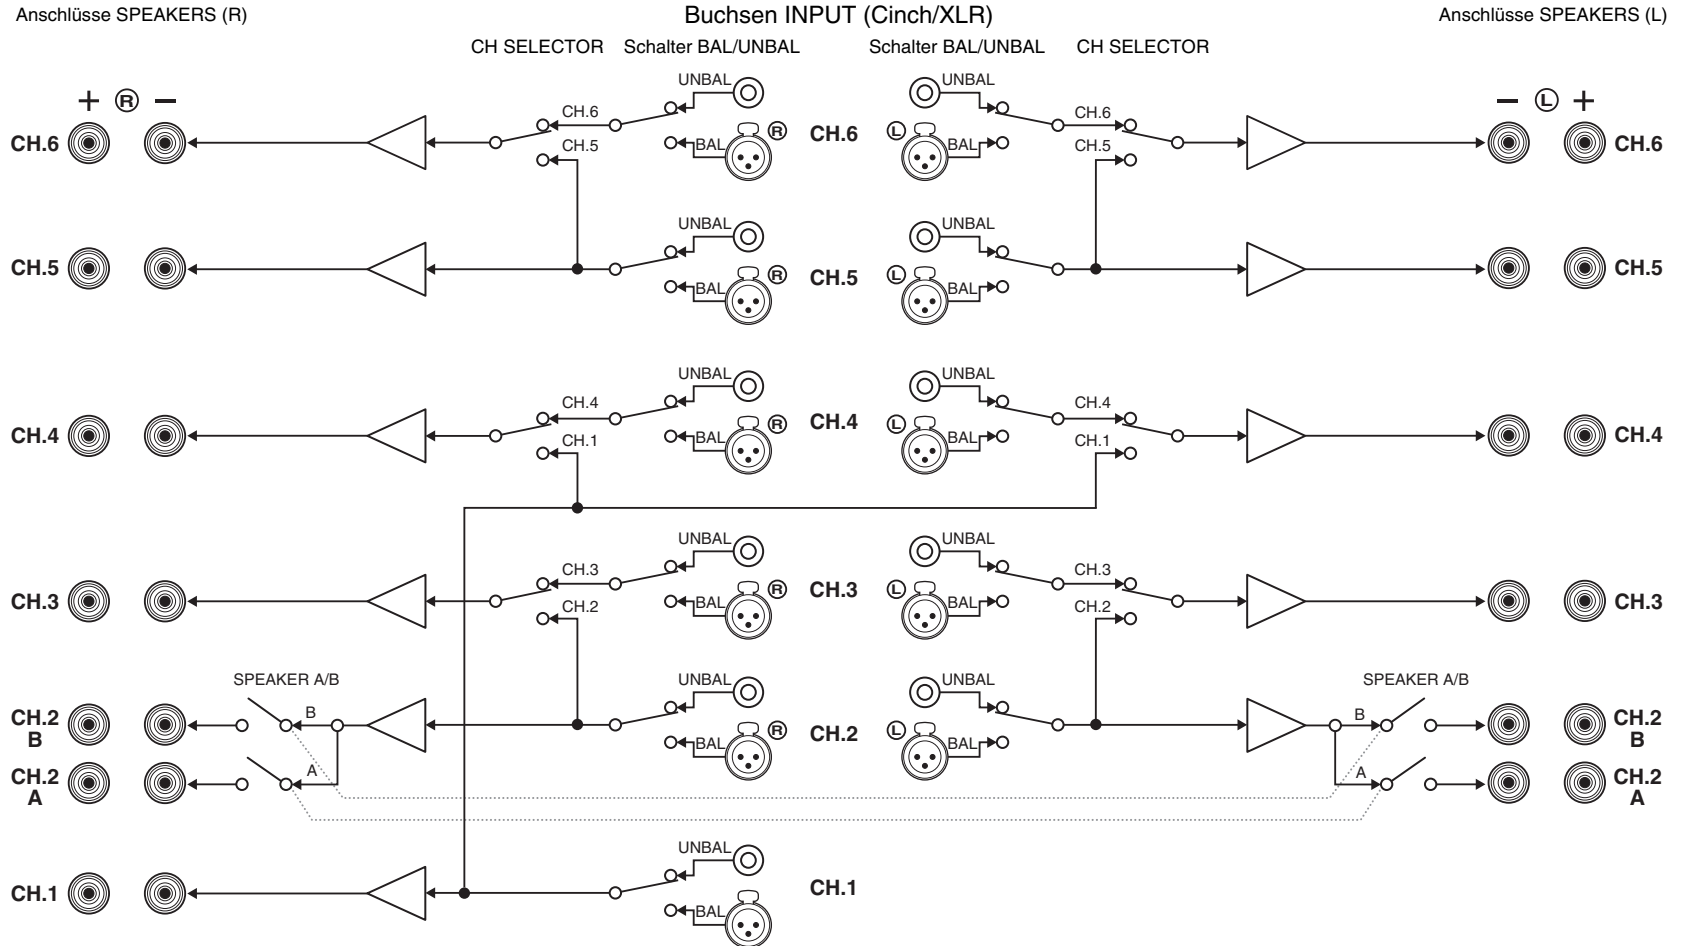 Anschlüsse SPEAKERS (R) Buchsen INPUT (Cinch/XLR) Anschlüsse SPEAKERS (L)
CH SELECTOR Schalter BAL/UNBAL Schalter BAL/UNBAL CH SELECTOR
UNBAL UNBAL
+ R − − L +
CH.6 CH.6
CH.6 R CH.6 L CH.6
CH.5 BAL BAL CH.5
UNBAL UNBAL
CH.5 R CH.5 L CH.5
BAL BAL
UNBAL UNBAL
CH.4 CH.4
CH.4 R CH.4 L CH.4
CH.1 BAL BAL CH.1
UNBAL UNBAL
CH.3 CH.3
CH.3 R CH.3 L CH.3
CH.2 BAL BAL CH.2
SPEAKER A/B UNBAL UNBAL SPEAKER A/B
CH.2 B B R CH.2 L B CH.2 B
BAL BAL
CH.2 A A A CH.2 A
UNBAL
CH.1 CH.1
BAL